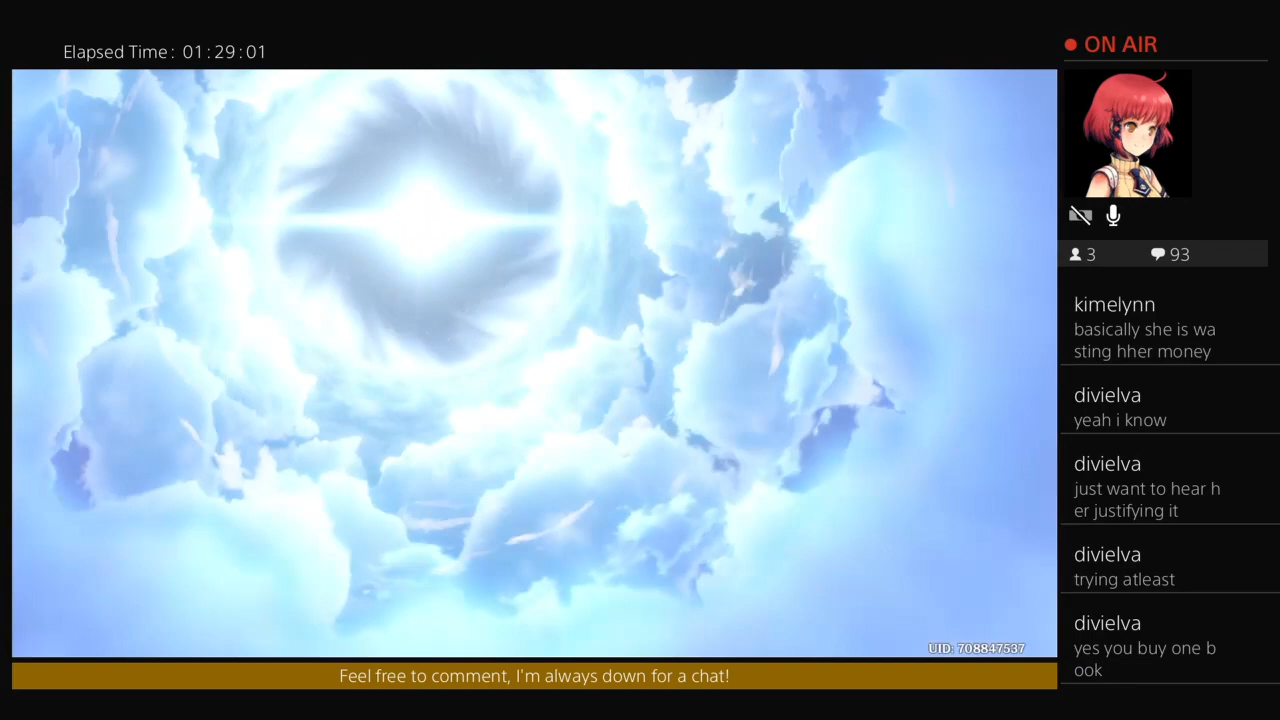 Elapsed Time: 01:29:01
ON AIR
3 93
kimelynn
basically she is wa
sting hher money
divielva
yeah i know
divielva
just want to hear h
er justifying it
divielva
trying atleast
divielva
yes you buy one b
ook
UID: 708847537
Feel free to comment, I'm always down for a chat!